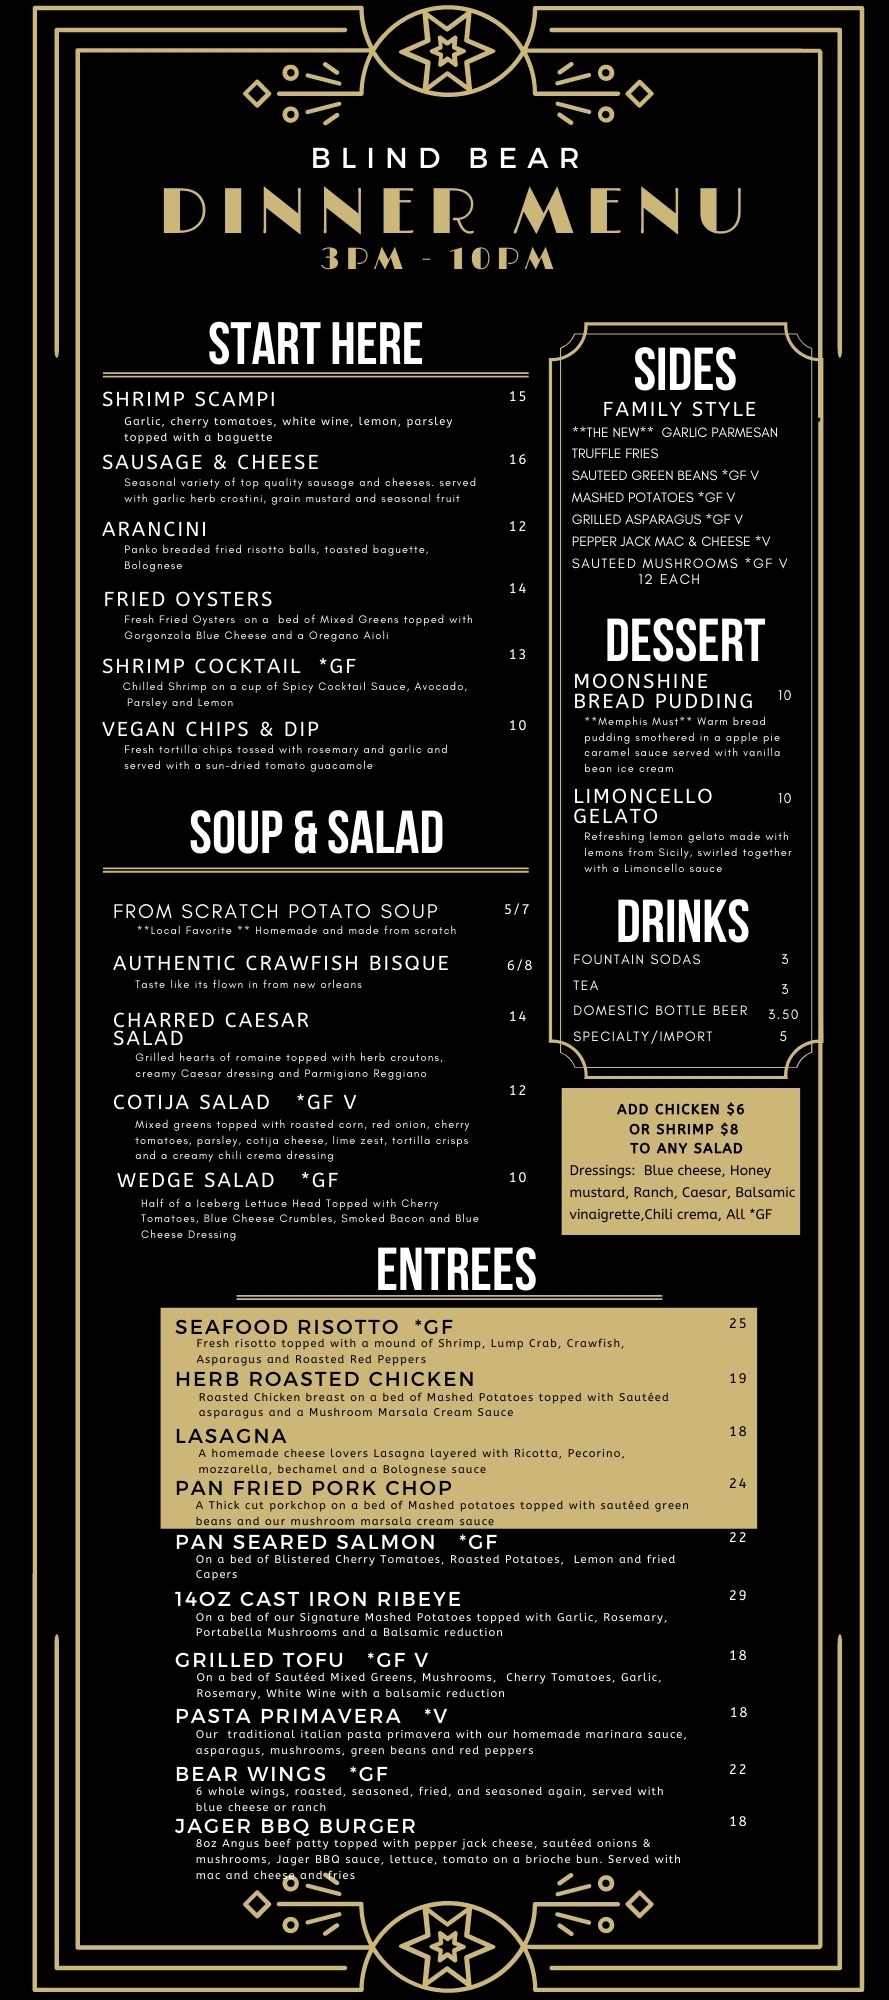 BLIND BEAR
DINNER MENU
3PM - 10PM
START HERE
SHRIMP SCAMPI 15
Garlic, cherry tomatoes, white wine, lemon, parsley
topped with a baguette
SAUSAGE & CHEESE 16
Seasonal variety of top quality sausage and cheeses. served
with garlic herb crostini, grain mustard and seasonal fruit
ARANCINI 12
Panko breaded fried risotto balls, toasted baguette,
Bolognese
FRIED OYSTERS 14
Fresh Fried Oysters on a bed of Mixed Greens topped with
Gorgonzola Blue Cheese and a Oregano Aioli
SHRIMP COCKTAIL *GF 13
Chilled Shrimp on a cup of Spicy Cocktail Sauce, Avocado,
Parsley and Lemon
VEGAN CHIPS & DIP 10
Fresh tortilla chips tossed with rosemary and garlic and
served with a sun-dried tomato guacamole
SOUP & SALAD
FROM SCRATCH POTATO SOUP 5/7
**Local Favorite ** Homemade and made from scratch
AUTHENTIC CRAWFISH BISQUE 6/8
Taste like its flown in from new orleans
CHARRED CAESAR 14
SALAD
Grilled hearts of romaine topped with herb croutons,
creamy Caesar dressing and Parmigiano Reggiano
COTIJA SALAD *GF V 12
Mixed greens topped with roasted corn, red onion, cherry
tomatoes, parsley, cotija cheese, lime zest, tortilla crisps
and a creamy chili crema dressing
WEDGE SALAD *GF 10
Half of a Iceberg Lettuce Head Topped with Cherry
Tomatoes, Blue Cheese Crumbles, Smoked Bacon and Blue
Cheese Dressing
SIDES
FAMILY STYLE
**THE NEW** GARLIC PARMESAN
TRUFFLE FRIES
SAUTEED GREEN BEANS *GF V
MASHED POTATOES *GF V
GRILLED ASPARAGUS *GF V
PEPPER JACK MAC & CHEESE *V
SAUTEED MUSHROOMS *GF V
12 EACH
DESSERT
MOONSHINE
BREAD PUDDING 10
**Memphis Must** Warm bread
pudding smothered in a apple pie
caramel sauce served with vanilla
bean ice cream
LIMONCELLO 10
GELATO
Refreshing lemon gelato made with
lemons from Sicily, swirled together
with a Limoncello sauce
DRINKS
FOUNTAIN SODAS 3
TEA 3
DOMESTIC BOTTLE BEER 3.50
SPECIALTY/IMPORT 5
ADD CHICKEN $6
OR SHRIMP $8
TO ANY SALAD
Dressings: Blue cheese, Honey
mustard, Ranch, Caesar, Balsamic
vinaigrette,Chili crema, All *GF
ENTREES
SEAFOOD RISOTTO *GF 25
Fresh risotto topped with a mound of Shrimp, Lump Crab, Crawfish,
Asparagus and Roasted Red Peppers
HERB ROASTED CHICKEN 19
Roasted Chicken breast on a bed of Mashed Potatoes topped with Sautéed
asparagus and a Mushroom Marsala Cream Sauce
LASAGNA 18
A homemade cheese lovers Lasagna layered with Ricotta, Pecorino,
mozzarella, bechamel and a Bolognese sauce
PAN FRIED PORK CHOP 24
A Thick cut porkchop on a bed of Mashed potatoes topped with sautéed green
beans and our mushroom marsala cream sauce
PAN SEARED SALMON *GF 22
On a bed of Blistered Cherry Tomatoes, Roasted Potatoes, Lemon and fried
Capers
14OZ CAST IRON RIBEYE 29
On a bed of our Signature Mashed Potatoes topped with Garlic, Rosemary,
Portabella Mushrooms and a Balsamic reduction
GRILLED TOFU *GF V 18
On a bed of Sautéed Mixed Greens, Mushrooms, Cherry Tomatoes, Garlic,
Rosemary, White Wine with a balsamic reduction
PASTA PRIMAVERA *V 18
Our traditional italian pasta primavera with our homemade marinara sauce,
asparagus, mushrooms, green beans and red peppers
BEAR WINGS *GF 22
6 whole wings, roasted, seasoned, fried, and seasoned again, served with
blue cheese or ranch
JAGER BBQ BURGER 18
8oz Angus beef patty topped with pepper jack cheese, sautéed onions &
mushrooms, Jager BBQ sauce, lettuce, tomato on a brioche bun. Served with
mac and cheese and fries